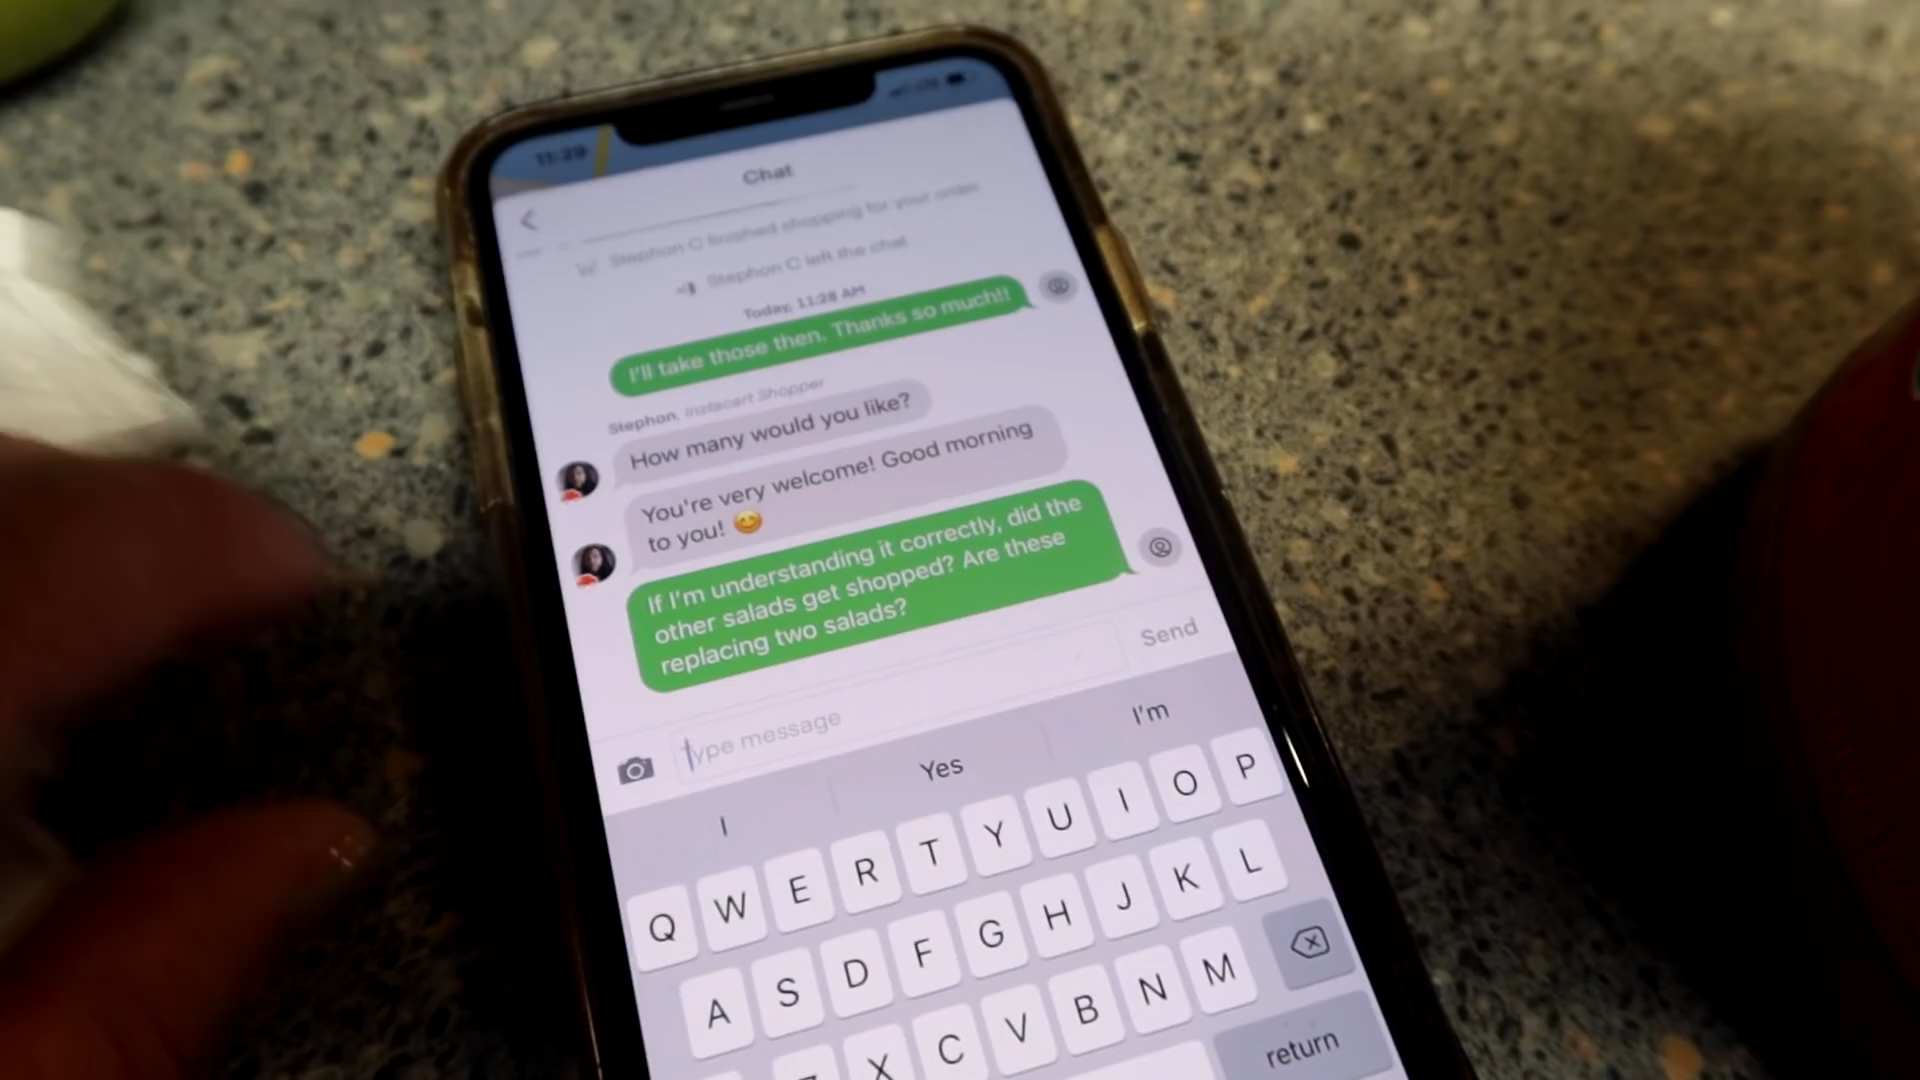 11:29
Chat
Stephon C finished shopping for your order
Stephon C left the chat
Today, 11:28 AM
I'll take those then. Thanks so much!!
Stephon, Instacart Shopper
How many would you like?
You're very welcome! Good morning
to you! 😊
If I'm understanding it correctly, did the
other salads get shopped? Are these
replacing two salads?
Type message
Send
I
Yes
I'm
Q W E R T Y U I O P
A S D F G H J K L
X C V B N M
return